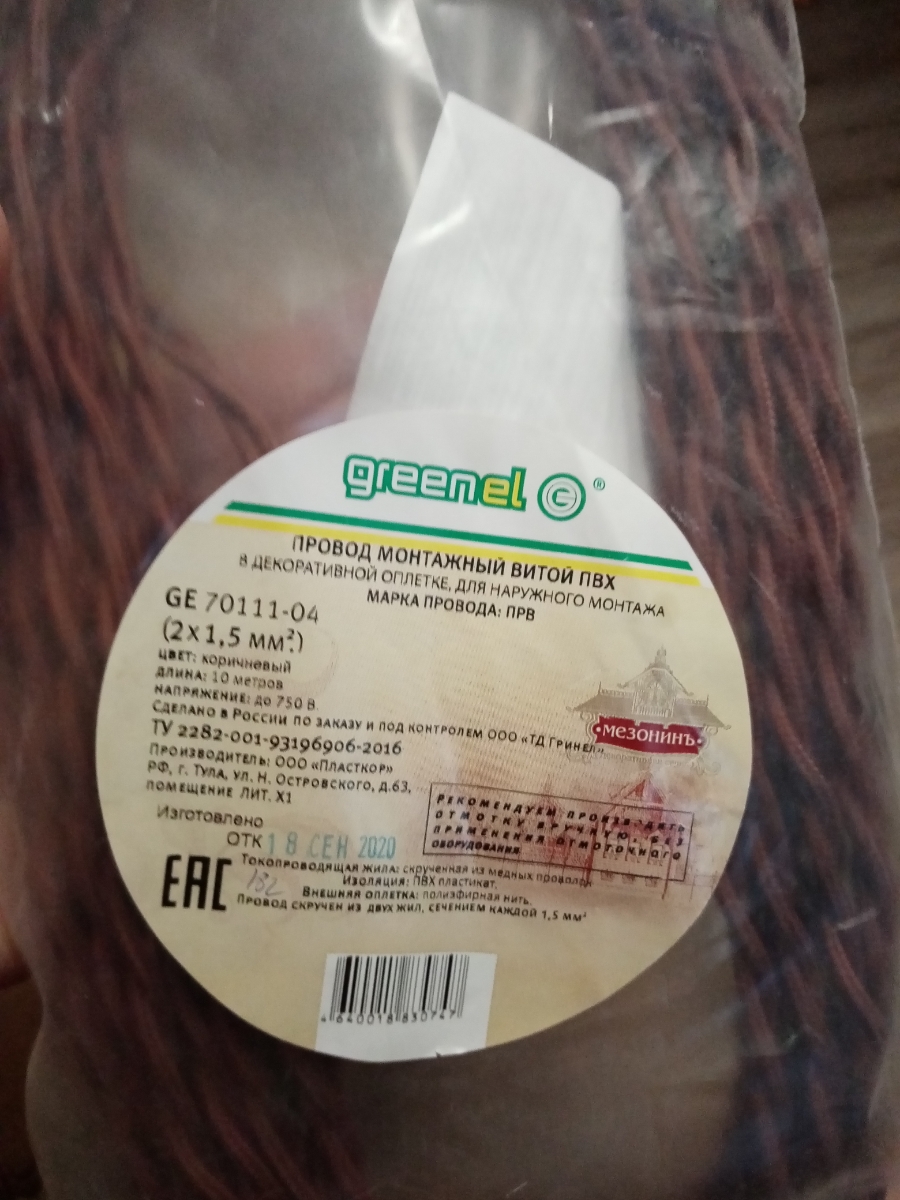 greenel G ®
ПРОВОД МОНТАЖНЫЙ ВИТОЙ ПВХ
В ДЕКОРАТИВНОЙ ОПЛЕТКЕ, ДЛЯ НАРУЖНОГО МОНТАЖА
МАРКА ПРОВОДА: ПРВ
GE 70111-04
(2х1,5 мм².)
ЦВЕТ: коричневый
ДЛИНА: 10 метров
НАПРЯЖЕНИЕ: до 750 В
СДЕЛАНО В РОССИИ ПО ЗАКАЗУ И ПОД КОНТРОЛЕМ ООО «ТД ГРИНЕЛ»
ТУ 2282-001-93196906-2016
ПРОИЗВОДИТЕЛЬ: ООО «ПЛАСТКОР»
РФ, г. ТУЛА, УЛ. Н. ОСТРОВСКОГО, Д.63,
ПОМЕЩЕНИЕ ЛИТ. Х1
МЕЗОНИНЪ
РЕКОМЕНДУЕМ ПРОИЗВОДИТЬ
ОТМОТКУ ВРУЧНУЮ, БЕЗ
ПРИМЕНЕНИЯ ОТМОТОЧНОГО
ОБОРУДОВАНИЯ
Изготовлено
ОТК 18 СЕН 2020
EAC
ТОКОПРОВОДЯЩАЯ ЖИЛА: скрученная из медных проволок
ИЗОЛЯЦИЯ: ПВХ пластикат,
ВНЕШНЯЯ ОПЛЕТКА: полиэфирная нить.
ПРОВОД СКРУЧЕН ИЗ ДВУХ ЖИЛ, СЕЧЕНИЕМ КАЖДОЙ 1,5 ММ²
4640018830747